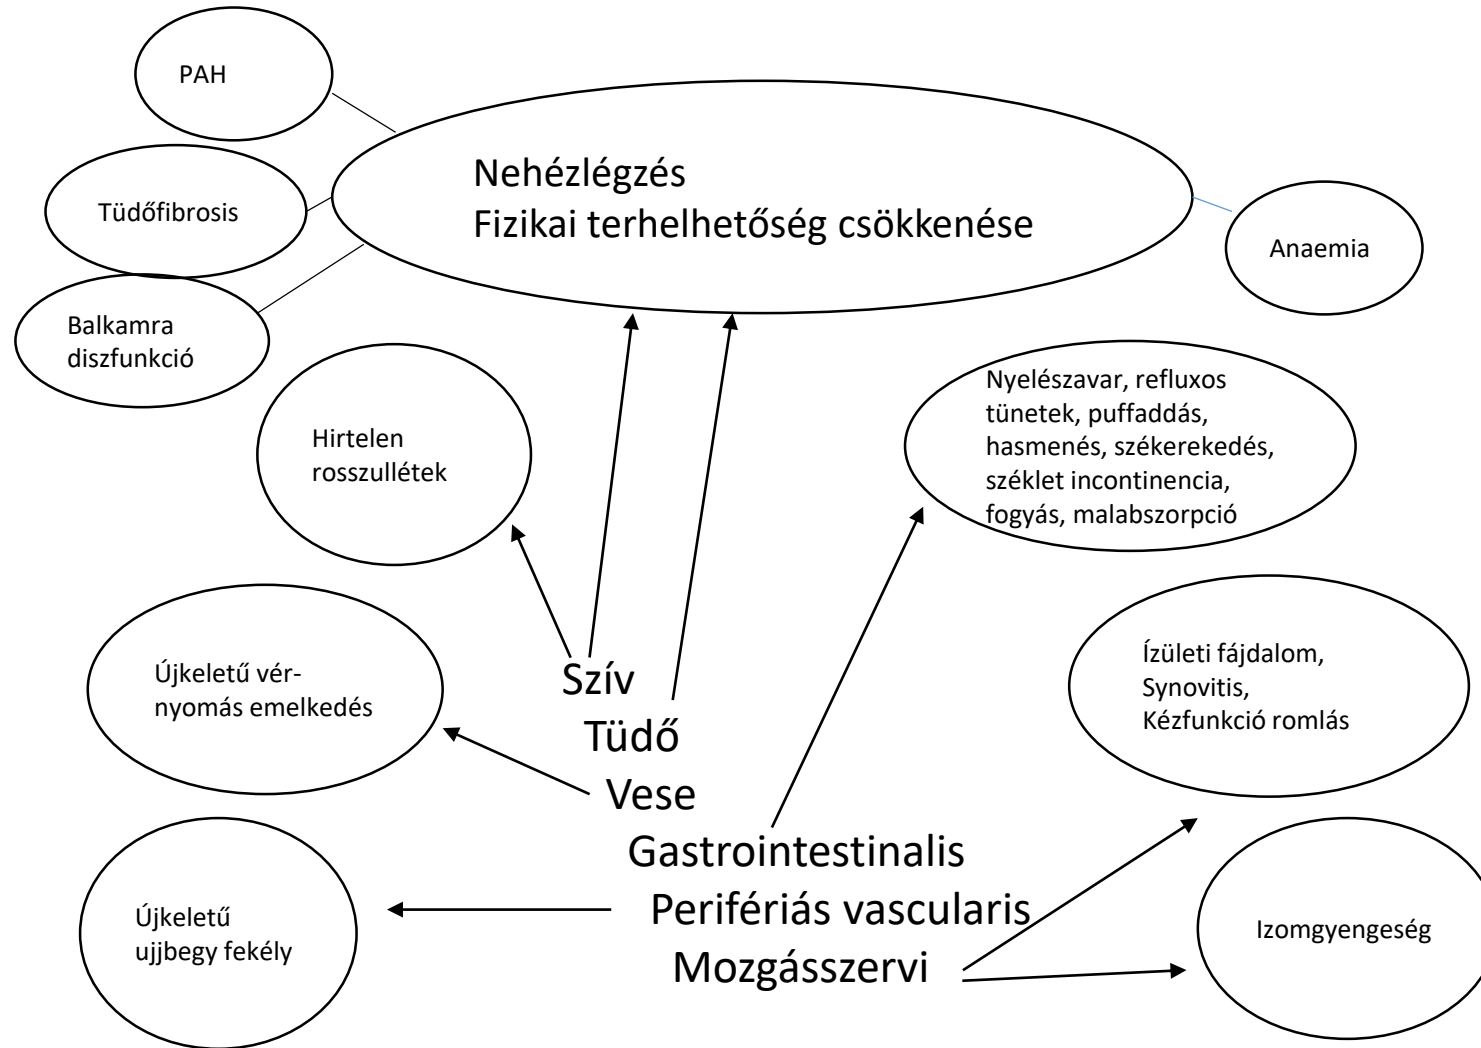 PAH
Nehézlégzés
Fizikai terhelhetőség csökkenése
Tüdőfibrosis
Anaemia
Balkamra
diszfunkció
Hirtelen
rosszullétek
Nyelészavar, refluxos
tünetek, puffaddás,
hasmenés, székerekedés,
széklet incontinencia,
fogyás, malabszorpció
Újkeletű vér-
nyomás emelkedés
Ízületi fájdalom,
Synovitis,
Kézfunkció romlás
Szív
Tüdő
Vese
Gastrointestinalis
Perifériás vascularis
Mozgásszervi
Újkeletű
ujjbegy fekély
Izomgyengeség